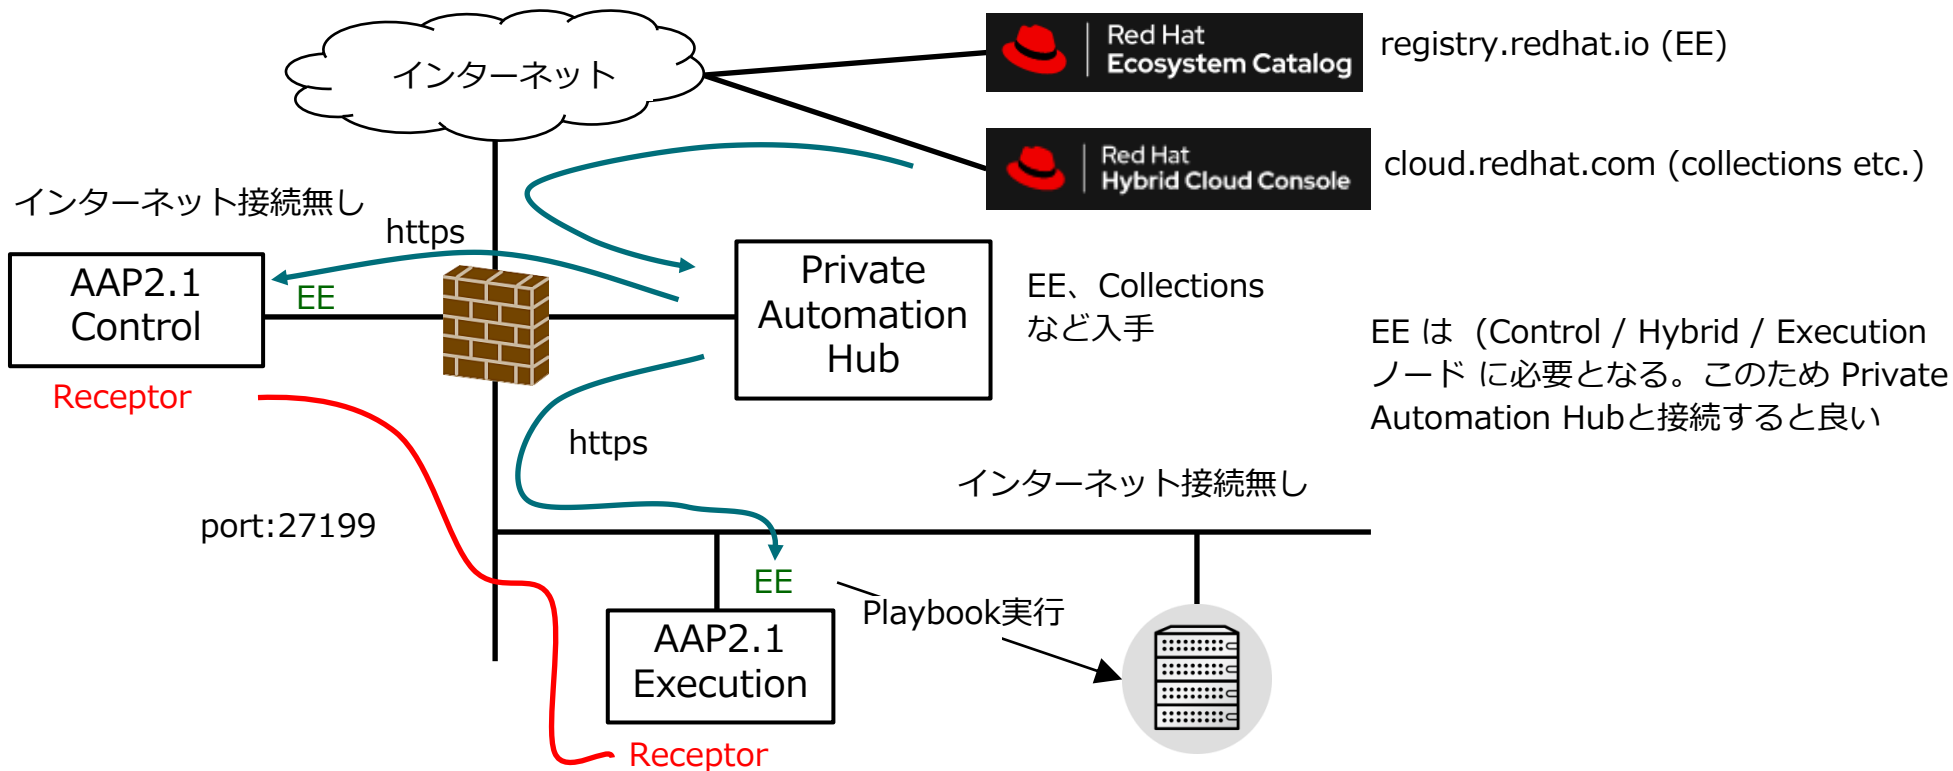 インターネット
Red Hat
Ecosystem Catalog
registry.redhat.io (EE)
Red Hat
Hybrid Cloud Console
cloud.redhat.com (collections etc.)
インターネット接続無し
https
AAP2.1
Control
EE
Private
Automation
Hub
EE、Collections
など入手
EE は (Control / Hybrid / Execution
ノード に必要となる。このため Private
Automation Hubと接続すると良い
Receptor
https
インターネット接続無し
port:27199
EE
Playbook実行
AAP2.1
Execution
Receptor